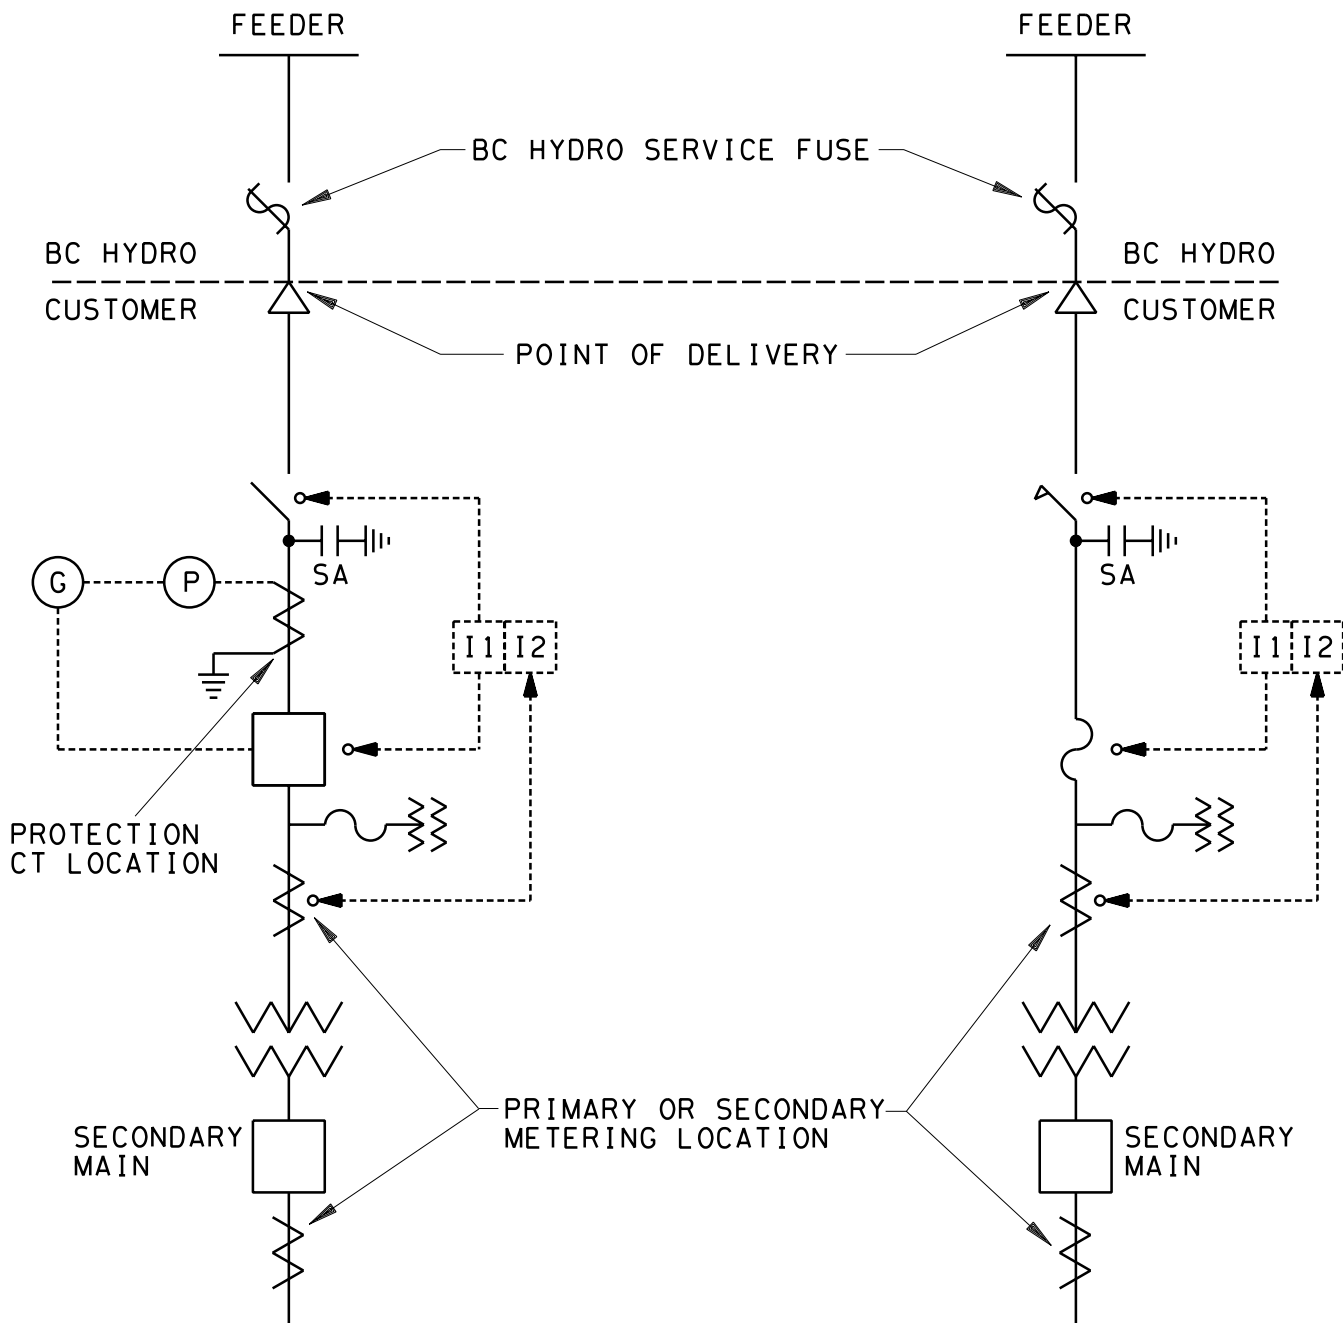 FEEDER
FEEDER
BC HYDRO SERVICE FUSE
BC HYDRO
BC HYDRO
CUSTOMER
CUSTOMER
POINT OF DELIVERY
SA
SA
G
P
I1
I2
I1
I2
PROTECTION
CT LOCATION
PRIMARY OR SECONDARY
METERING LOCATION
SECONDARY
MAIN
SECONDARY
MAIN